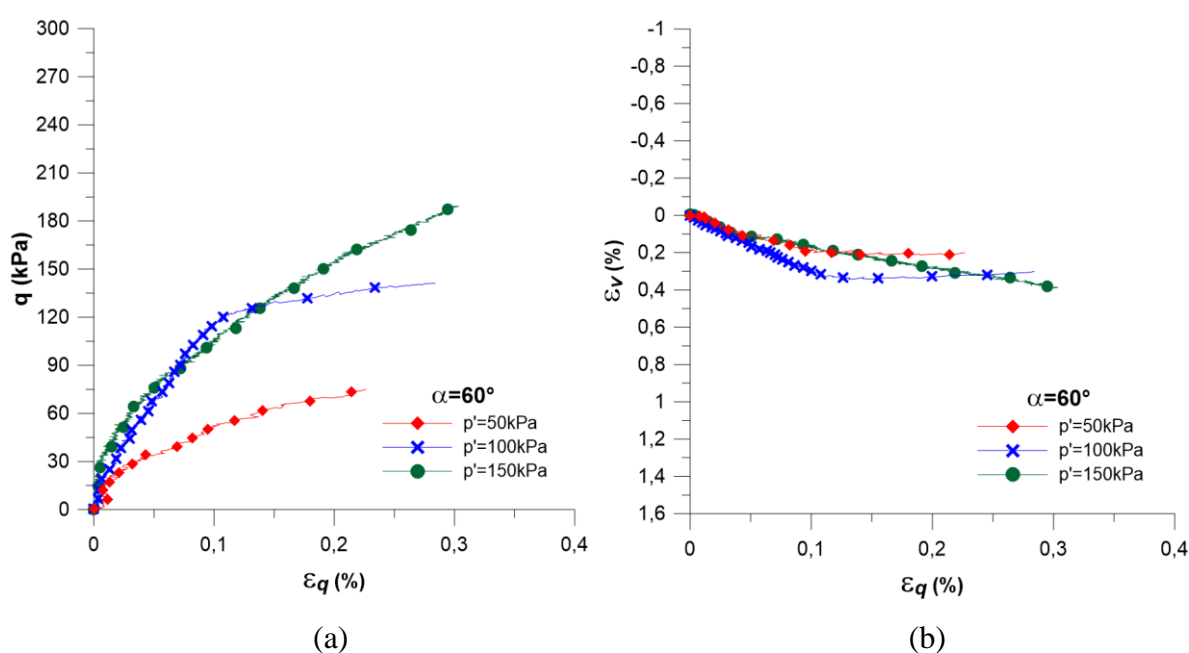 300
270
240
210
180
150
120
90
60
30
0
q (kPa)
0
0,1
0,2
0,3
0,4
εq (%)
α=60°
p'=50kPa
p'=100kPa
p'=150kPa
(a)
-1
-0,8
-0,6
-0,4
-0,2
0
0,2
0,4
0,6
0,8
1
1,2
1,4
1,6
εv (%)
0
0,1
0,2
0,3
0,4
εq (%)
α=60°
p'=50kPa
p'=100kPa
p'=150kPa
(b)